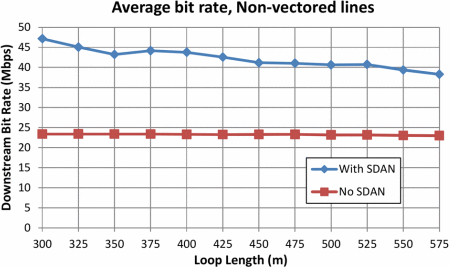 Average bit rate, Non-vectored lines
Downstream Bit Rate (Mbps)
50
45
40
35
30
25
20
15
10
5
0
With SDAN
No SDAN
300 325 350 375 400 425 450 475 500 525 550 575
Loop Length (m)